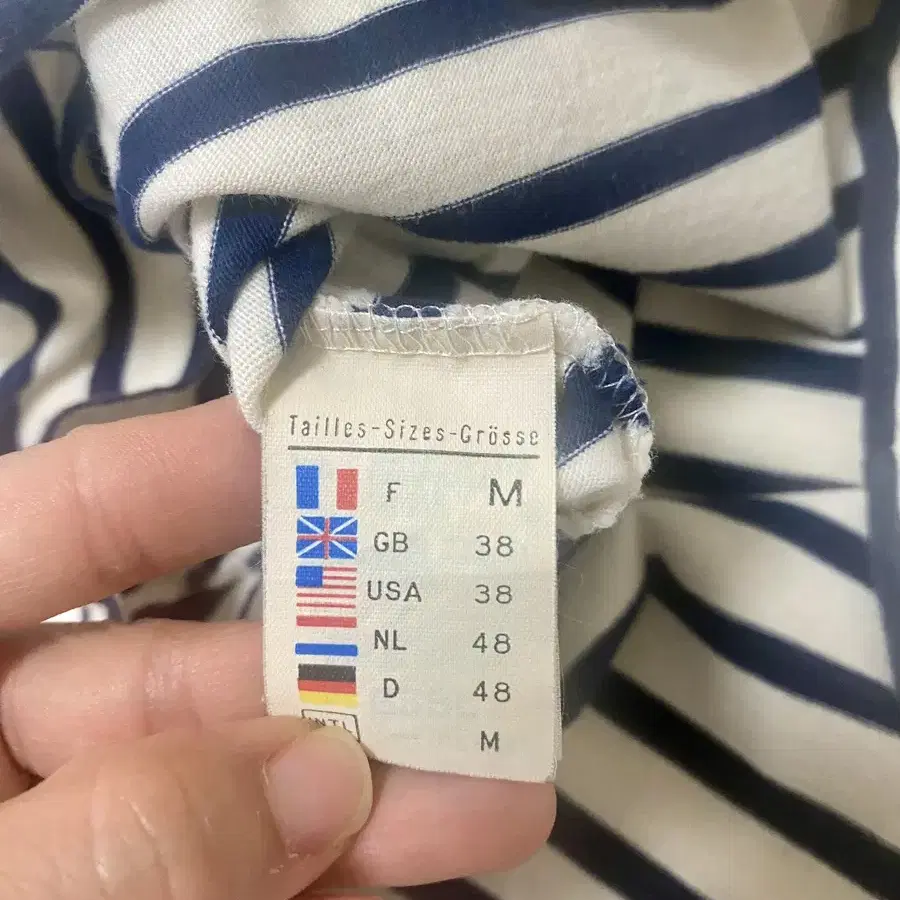 Tailles-Sizes-Grösse
F M
GB 38
USA 38
NL 48
D 48
INTL M